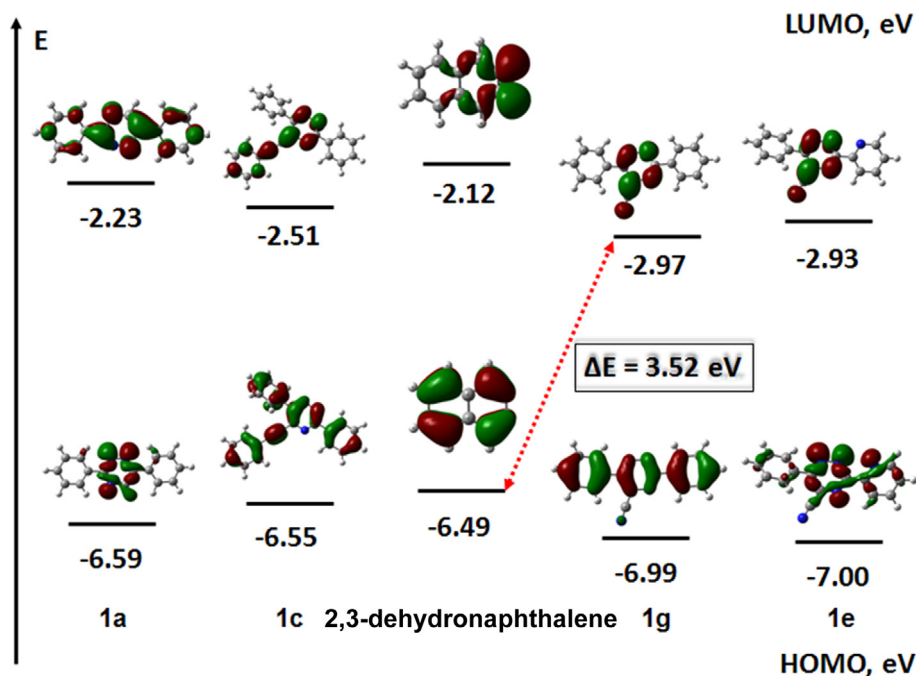 E
LUMO, eV
-2.23
-2.51
-2.12
-2.97
-2.93
ΔE = 3.52 eV
-6.59
-6.55
-6.49
-6.99
-7.00
1a
1c
2,3-dehydronaphthalene
1g
1e
HOMO, eV